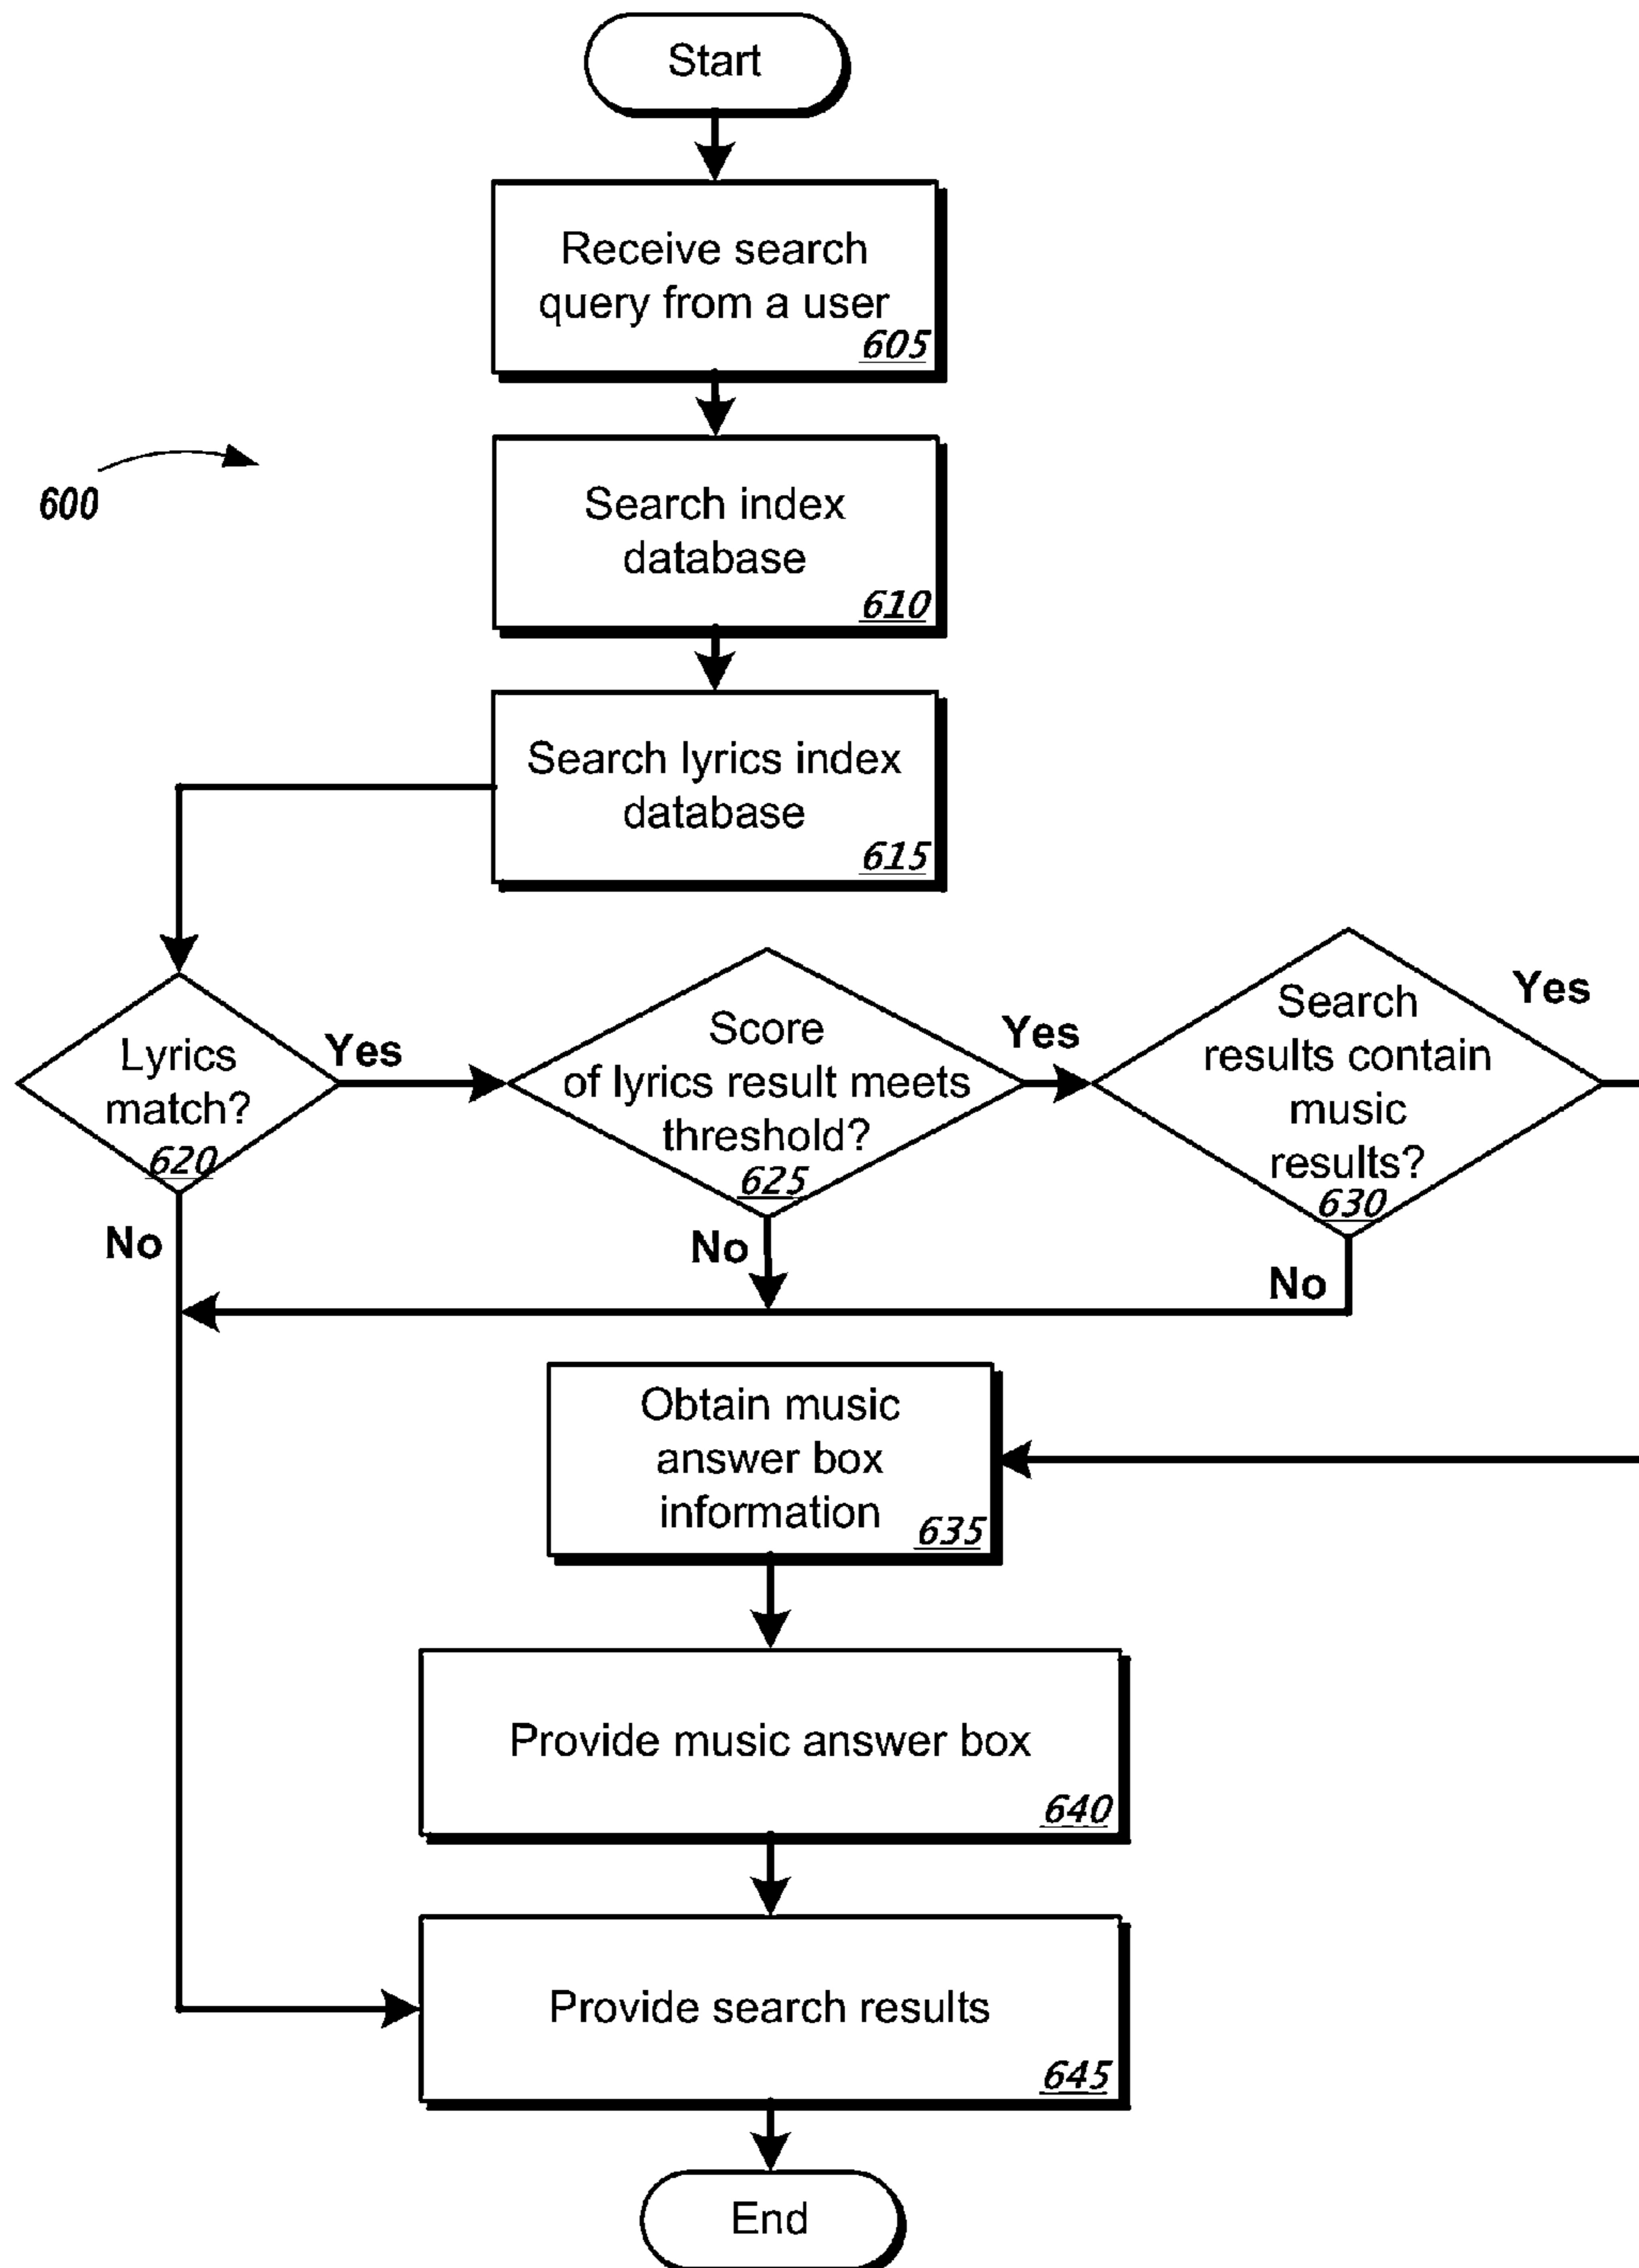 Start
Receive search
query from a user
605
600
Search index
database
610
Search lyrics index
database
615
Lyrics
match?
620
Yes
No
Score
of lyrics result meets
threshold?
625
Yes
No
Search
results contain
music
results?
630
Yes
No
Obtain music
answer box
information
635
Provide music answer box
640
Provide search results
645
End